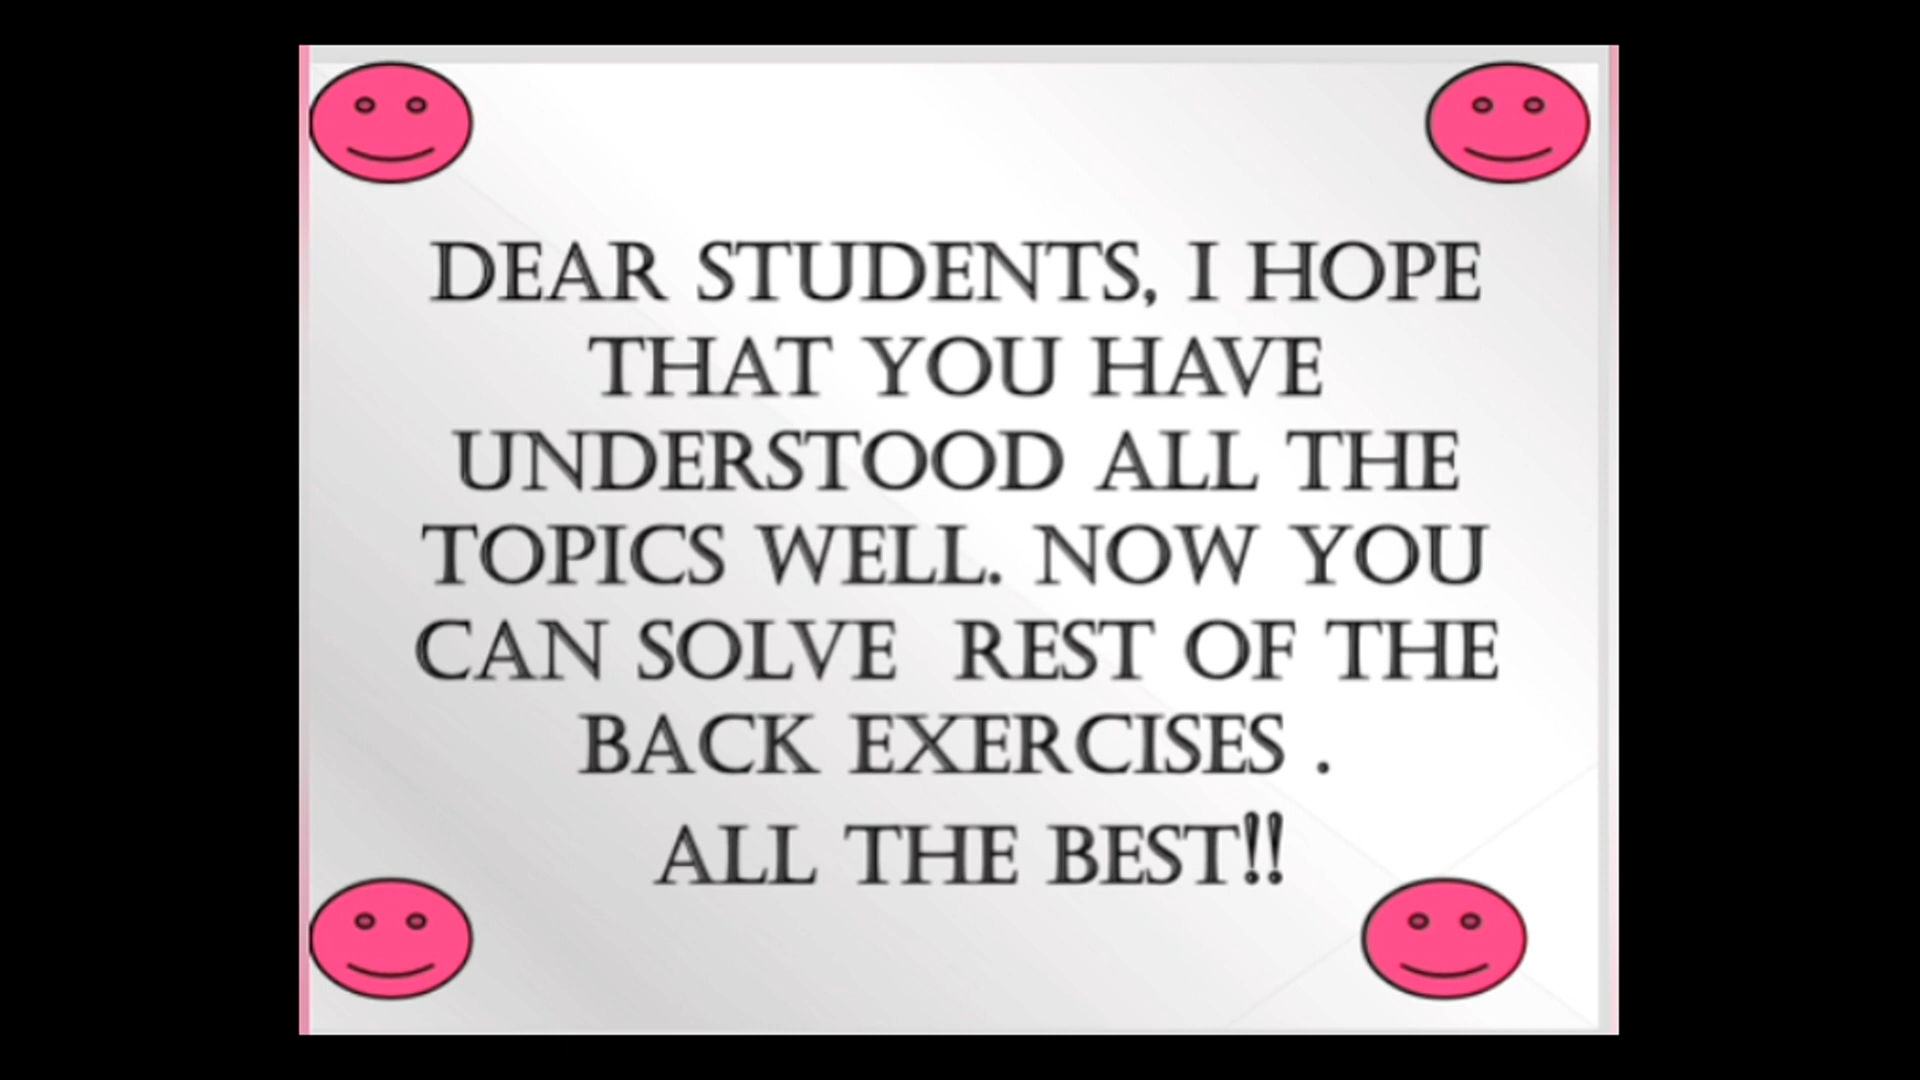 DEAR STUDENTS, I HOPE
THAT YOU HAVE
UNDERSTOOD ALL THE
TOPICS WELL. NOW YOU
CAN SOLVE  REST OF THE
BACK EXERCISES .
ALL THE BEST!!